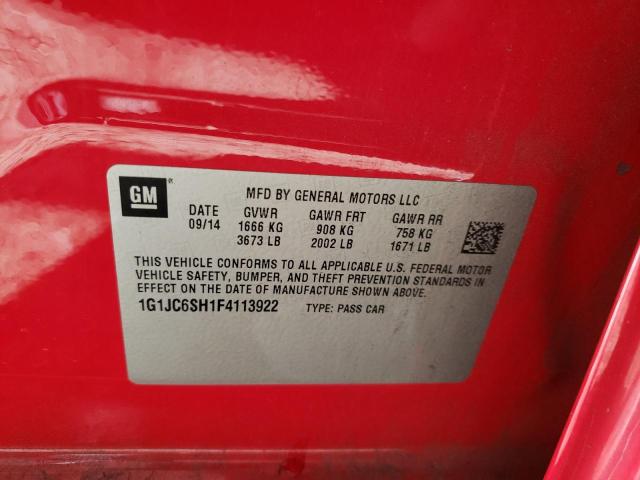 GM ®
MFD BY GENERAL MOTORS LLC
DATE GVWR GAWR FRT GAWR RR
09/14 1666 KG 908 KG 758 KG
3673 LB 2002 LB 1671 LB
THIS VEHICLE CONFORMS TO ALL APPLICABLE U.S. FEDERAL MOTOR
VEHICLE SAFETY, BUMPER, AND THEFT PREVENTION STANDARDS IN
EFFECT ON THE DATE OF MANUFACTURE SHOWN ABOVE.
1G1JC6SH1F4113922 TYPE: PASS CAR